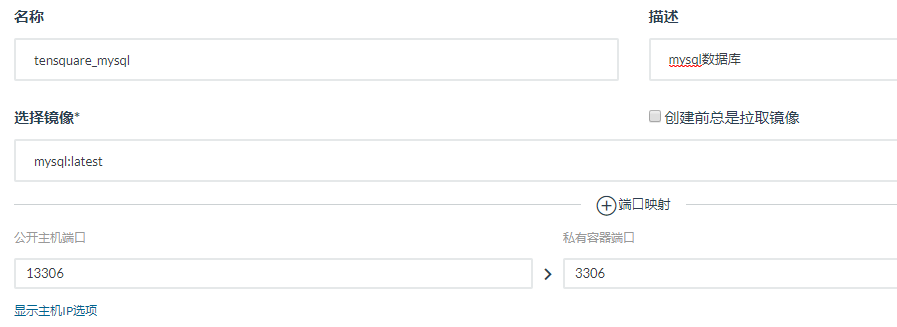 名称 描述
tensquare_mysql mysql数据库
选择镜像* 创建前总是拉取镜像
mysql:latest
端口映射
公开主机端口 私有容器端口
13306 3306
显示主机IP选项